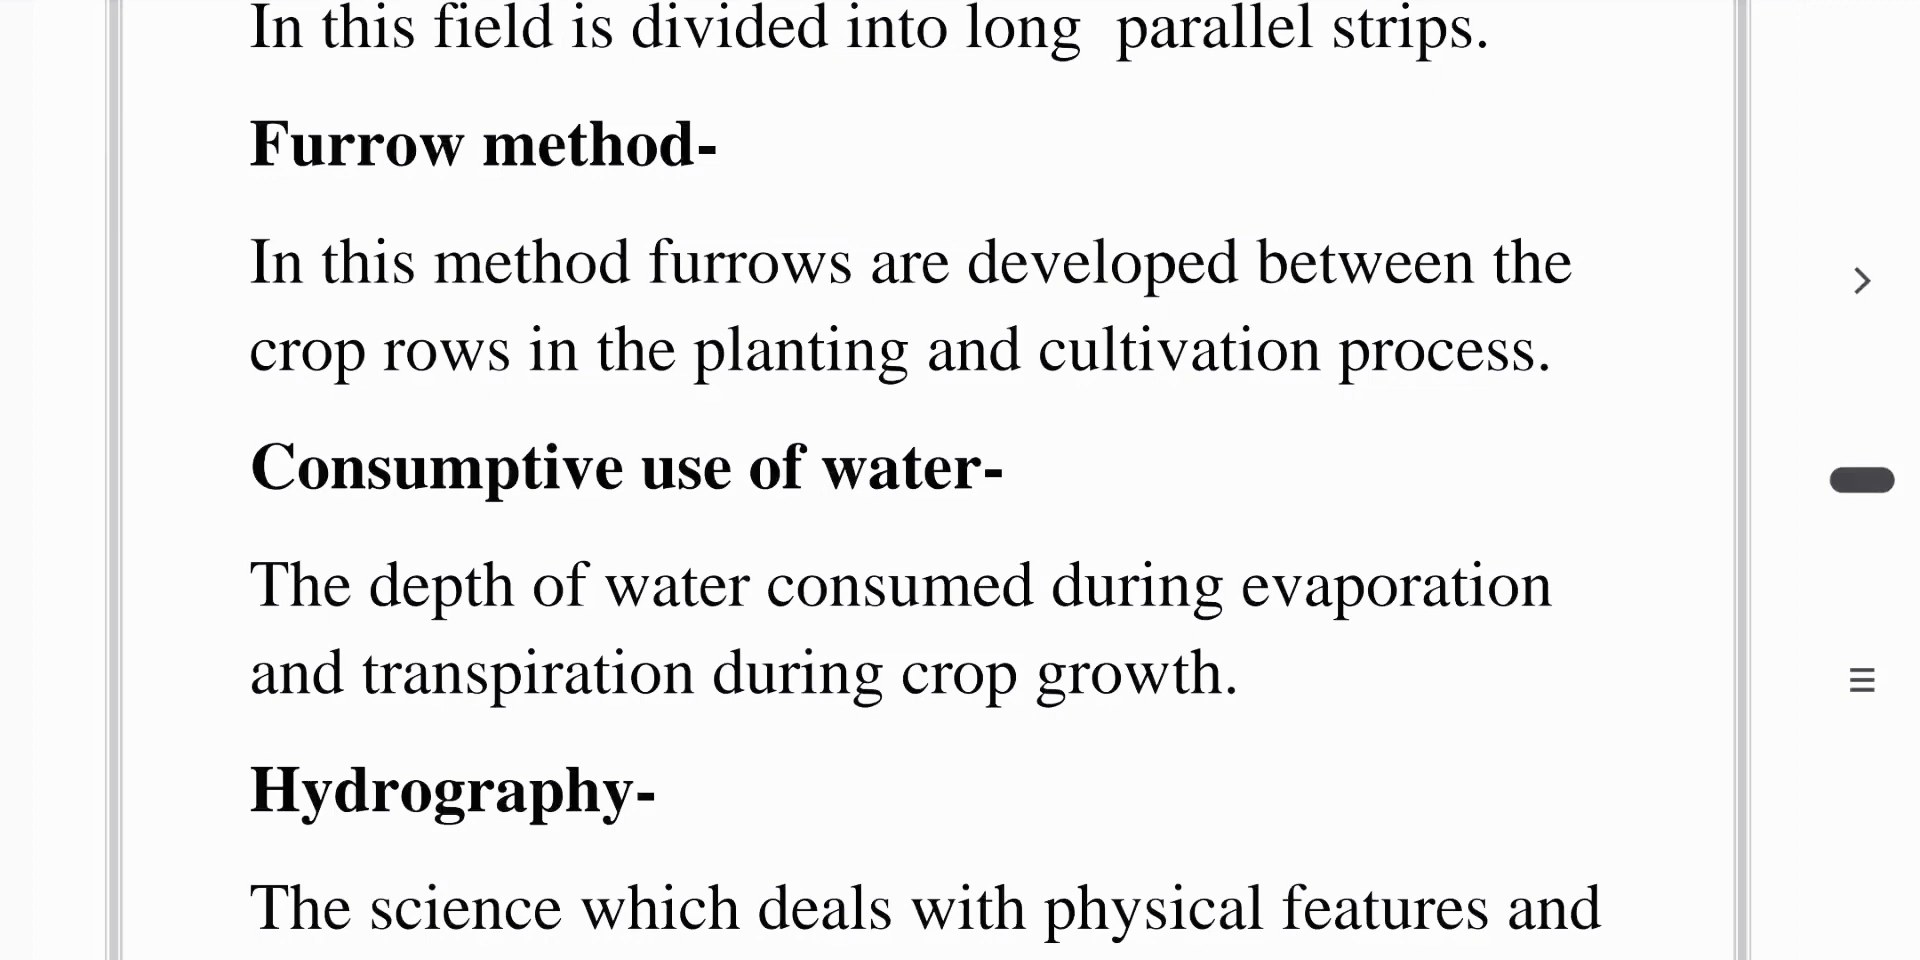 In this field is divided into long  parallel strips.
Furrow method-
In this method furrows are developed between the
crop rows in the planting and cultivation process.
Consumptive use of water-
The depth of water consumed during evaporation
and transpiration during crop growth.
Hydrography-
The science which deals with physical features and